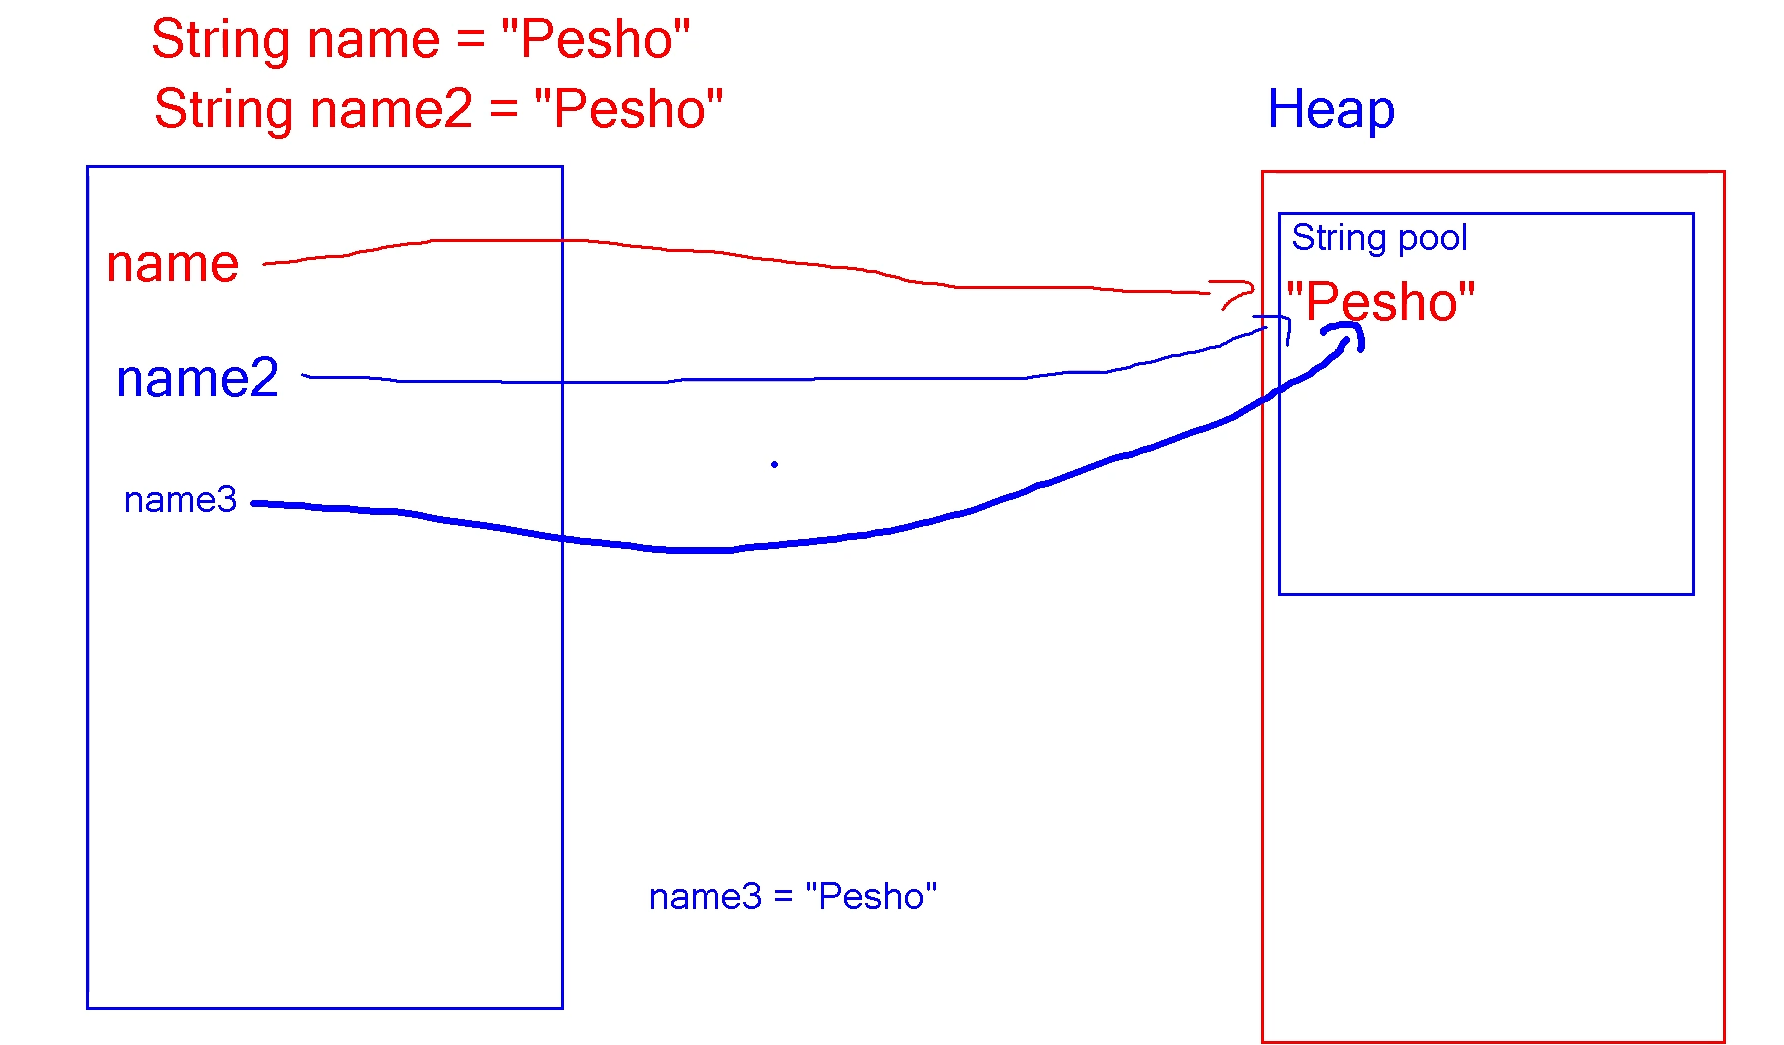 String name = "Pesho"
String name2 = "Pesho"
Heap
String pool
name
"Pesho"
name2
name3
name3 = "Pesho"